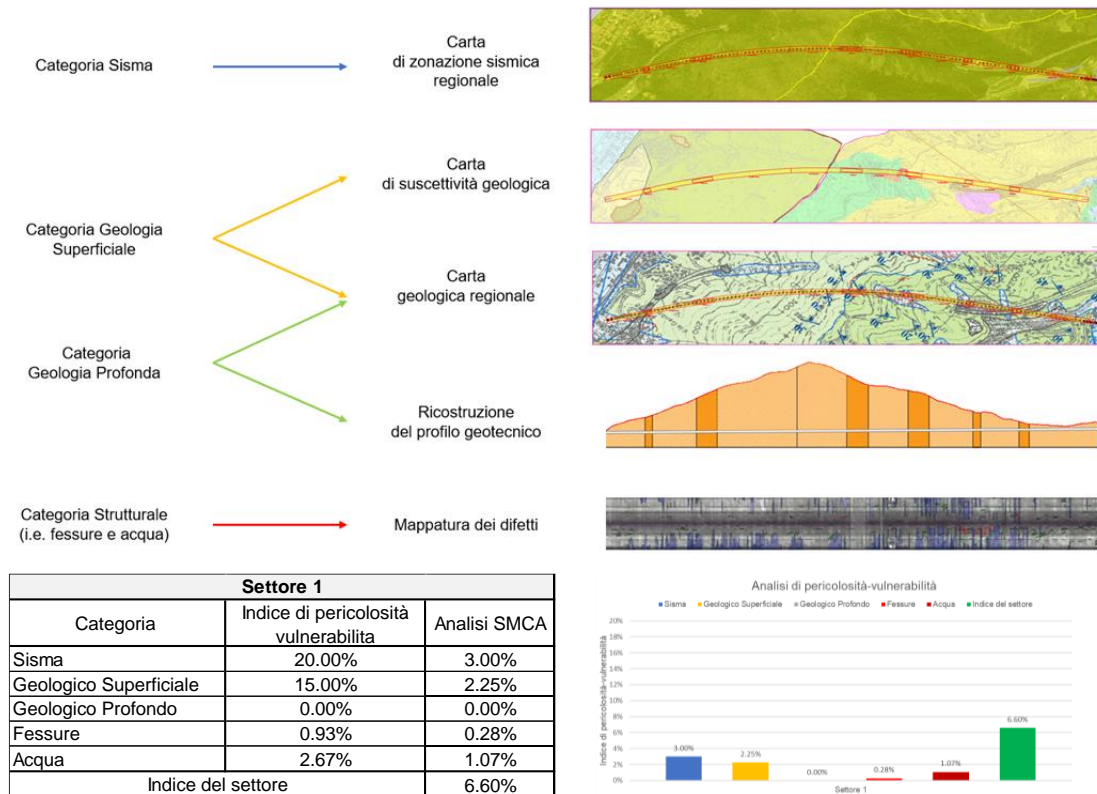 Categoria Sisma
Carta
di zonazione sismica
regionale
Categoria Geologia
Superficiale
Carta
di suscettività geologica
Carta
geologica regionale
Categoria
Geologia Profonda
Ricostruzione
del profilo geotecnico
Categoria Strutturale
(i.e. fessure e acqua)
Mappatura dei difetti
Settore 1
Categoria
Indice di pericolosità
vulnerabilita
Analisi SMCA
Sisma 20.00% 3.00%
Geologico Superficiale 15.00% 2.25%
Geologico Profondo 0.00% 0.00%
Fessure 0.93% 0.28%
Acqua 2.67% 1.07%
Indice del settore 6.60%
Analisi di pericolosità-vulnerabilità
Sisma Geologico Superficiale Geologico Profondo Fessure Acqua Indice del settore
Indice di pericolosità-vulnerabilità
20%
18%
16%
14%
12%
10%
8%
6%
4%
2%
0%
3.00%
2.25%
0.00%
0.28%
1.07%
6.60%
Settore 1